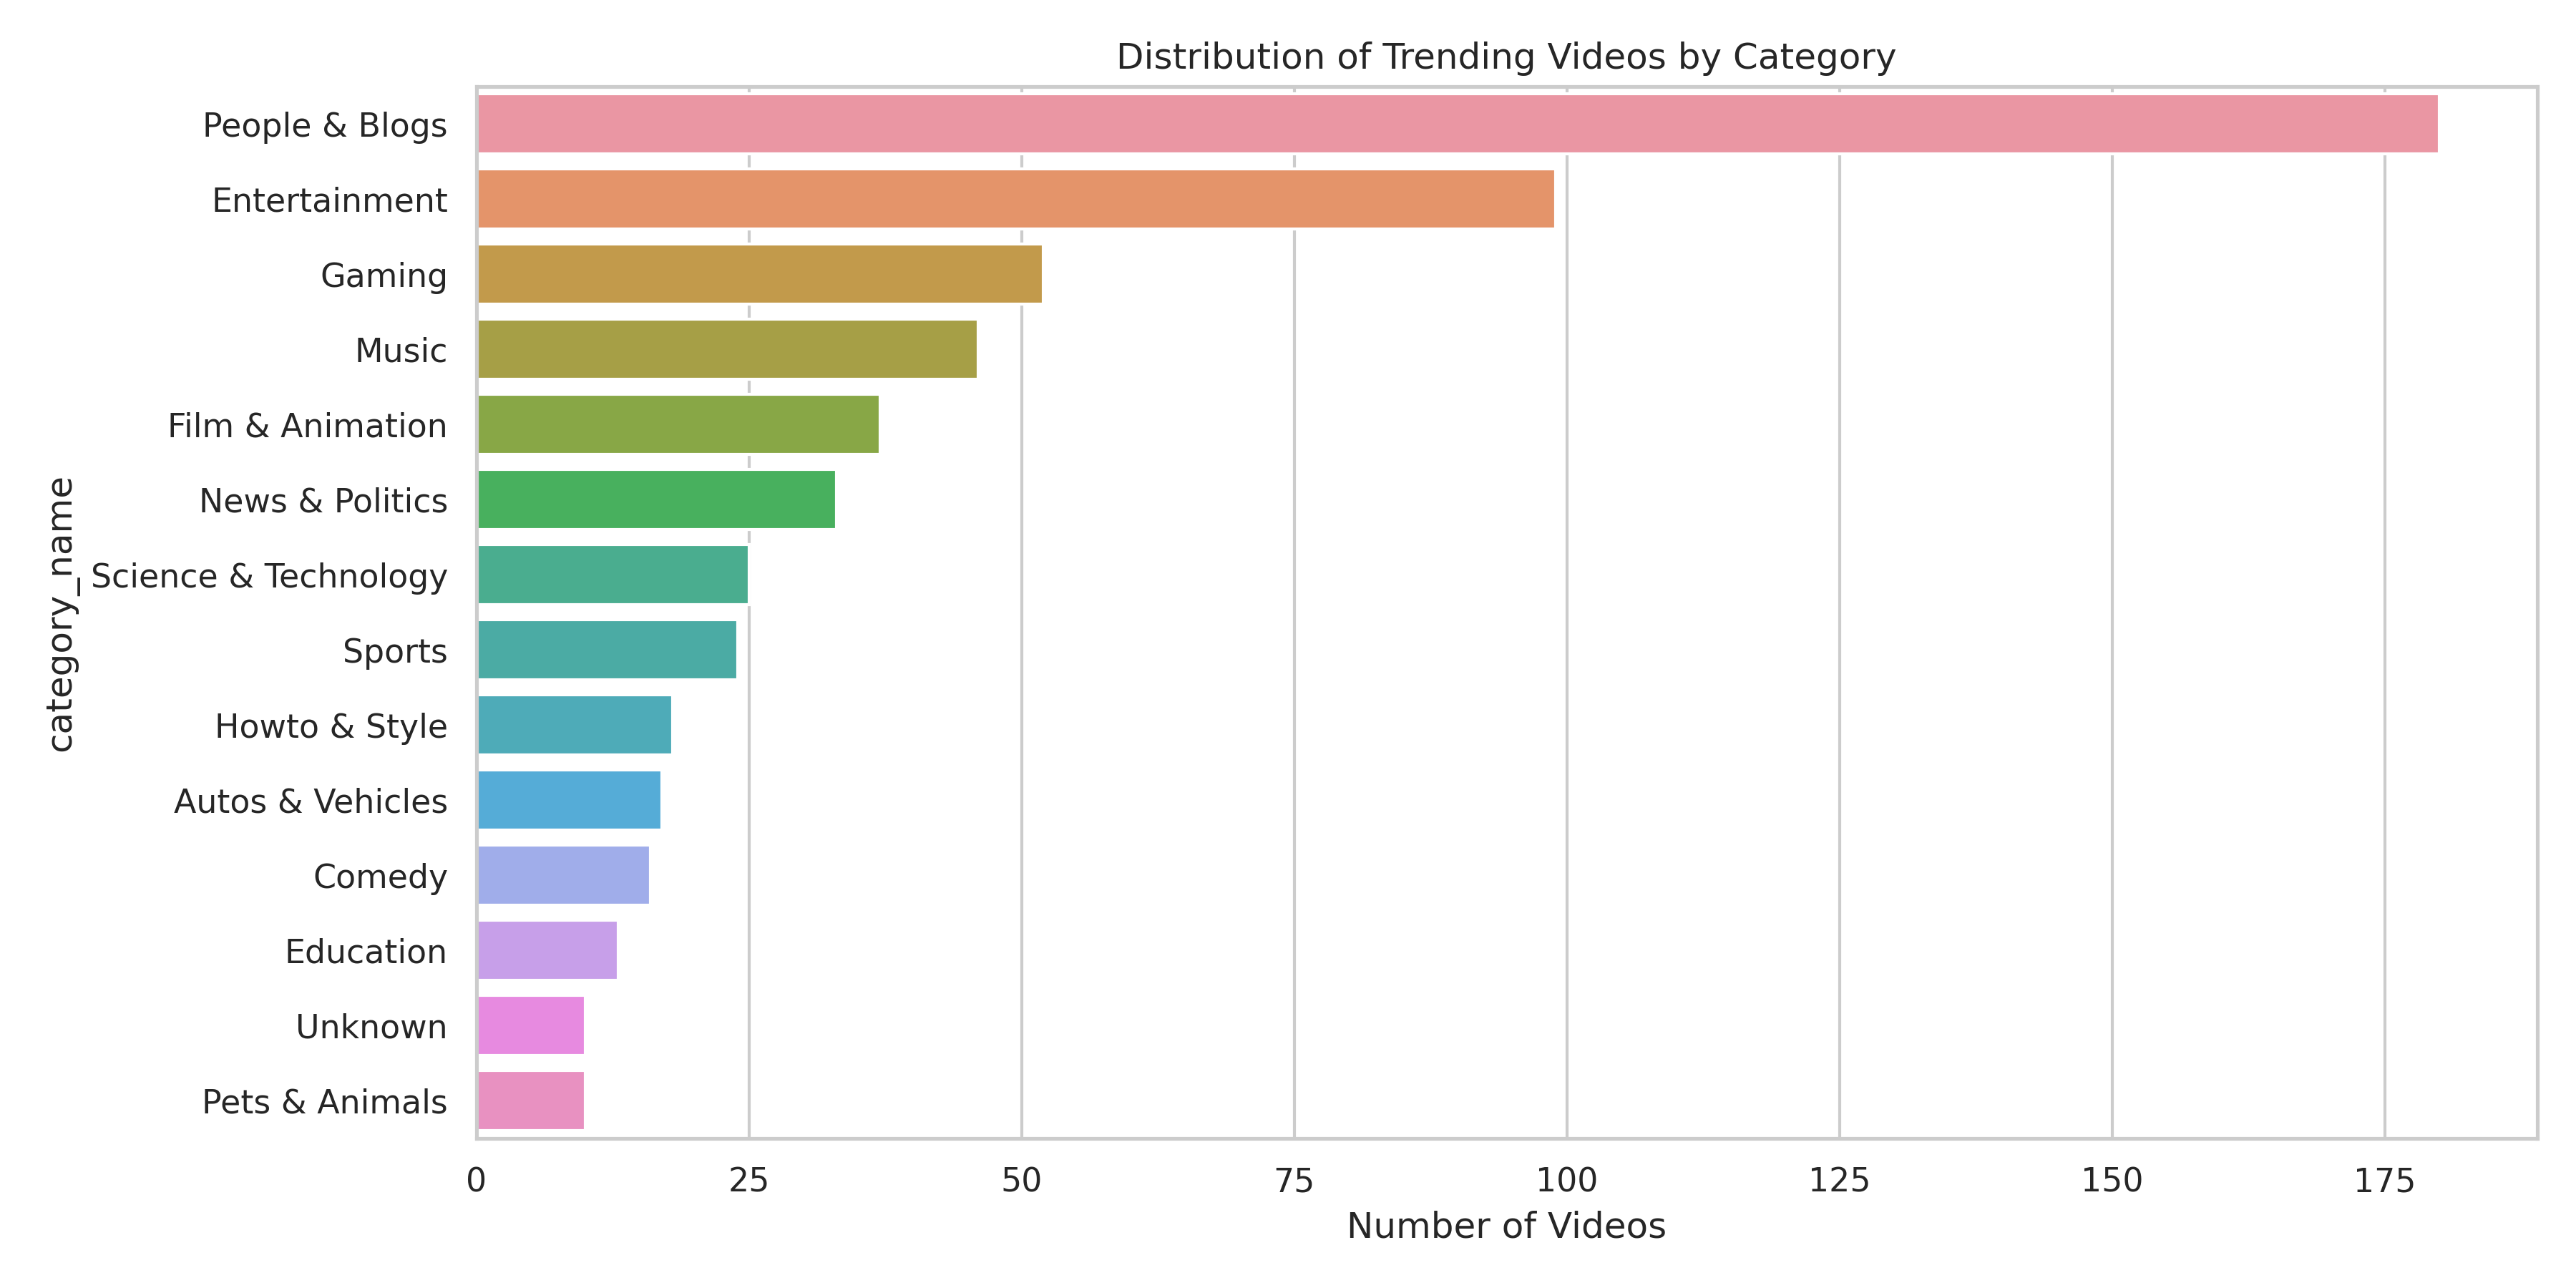 Distribution of Trending Videos by Category
category_name
People & Blogs
Entertainment
Gaming
Music
Film & Animation
News & Politics
Science & Technology
Sports
Howto & Style
Autos & Vehicles
Comedy
Education
Unknown
Pets & Animals
0 25 50 75 100 125 150 175
Number of Videos